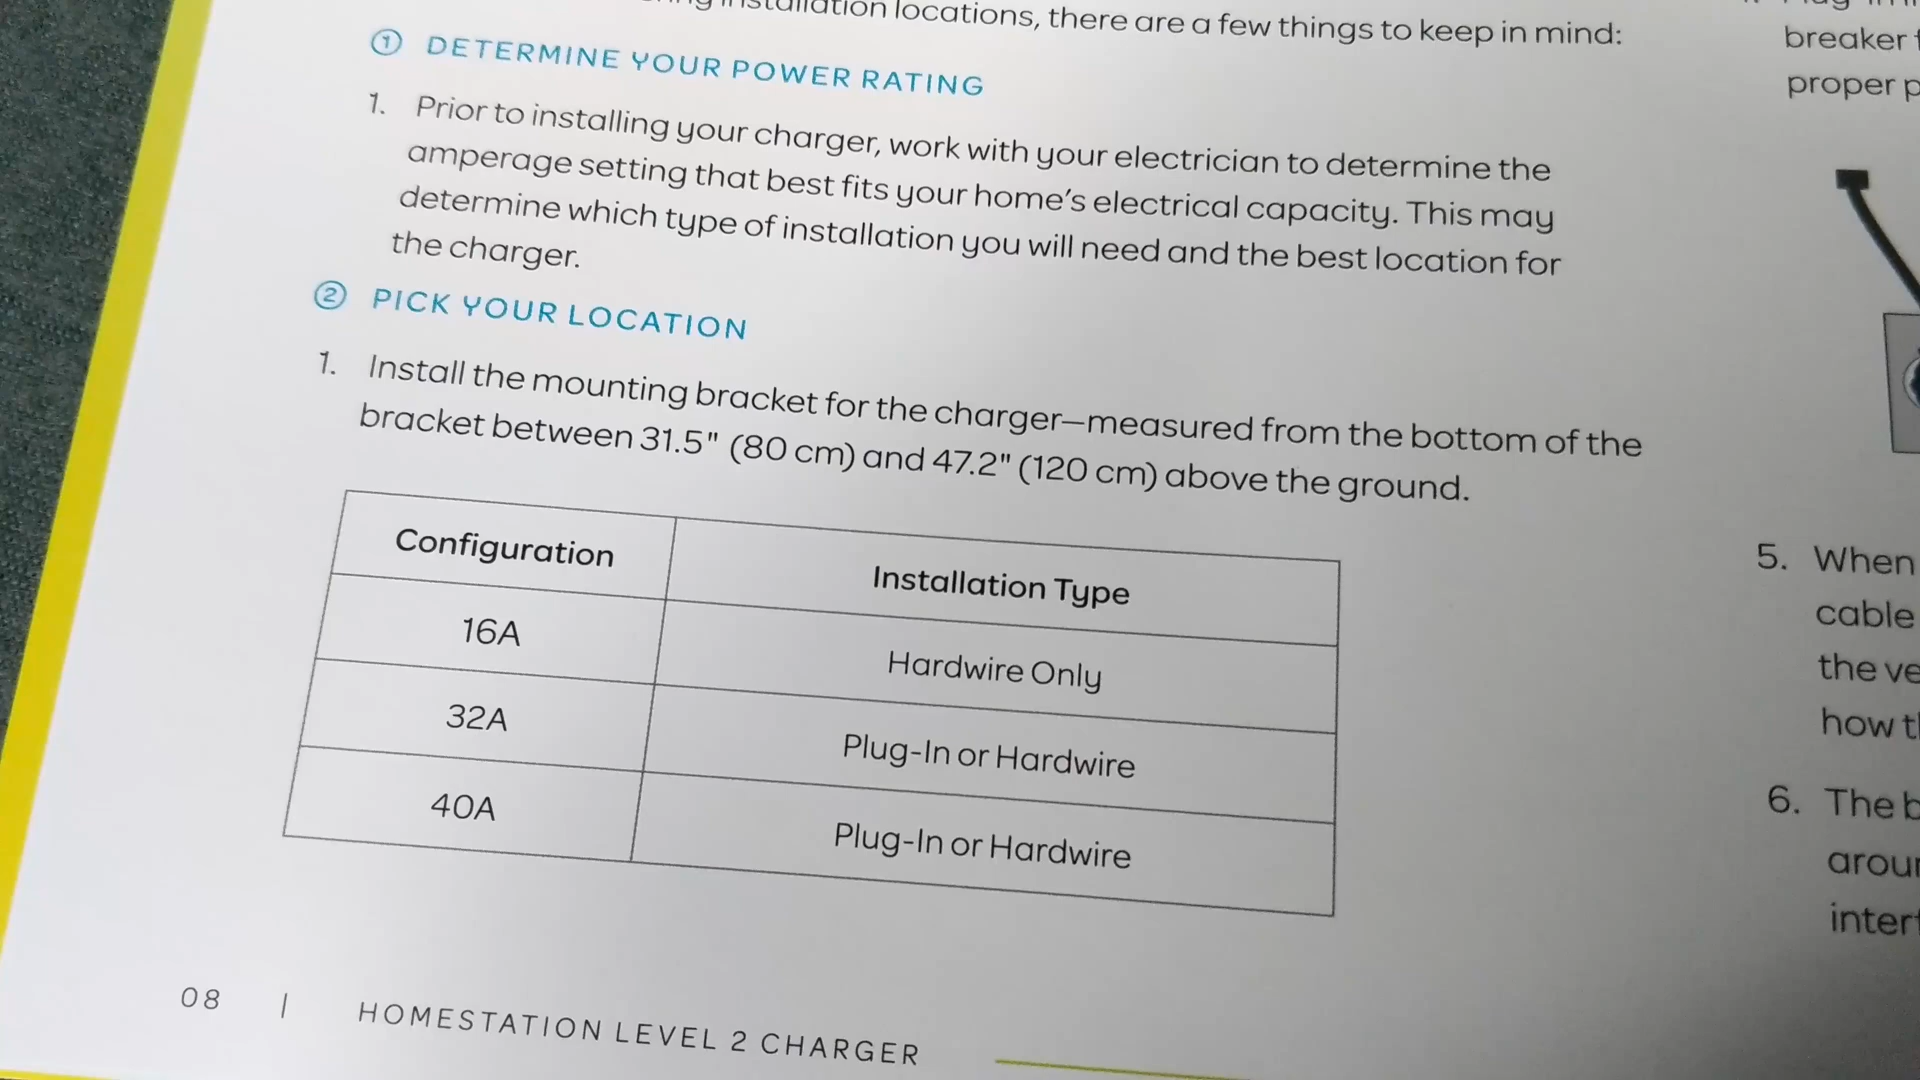 installation locations, there are a few things to keep in mind:
① DETERMINE YOUR POWER RATING
1. Prior to installing your charger, work with your electrician to determine the
amperage setting that best fits your home's electrical capacity. This may
determine which type of installation you will need and the best location for
the charger.
② PICK YOUR LOCATION
1. Install the mounting bracket for the charger—measured from the bottom of the
bracket between 31.5" (80 cm) and 47.2" (120 cm) above the ground.
Configuration Installation Type
16A Hardwire Only
32A Plug-In or Hardwire
40A Plug-In or Hardwire
08 | HOMESTATION LEVEL 2 CHARGER
breaker
proper
5. When
cable
the
how
6. The